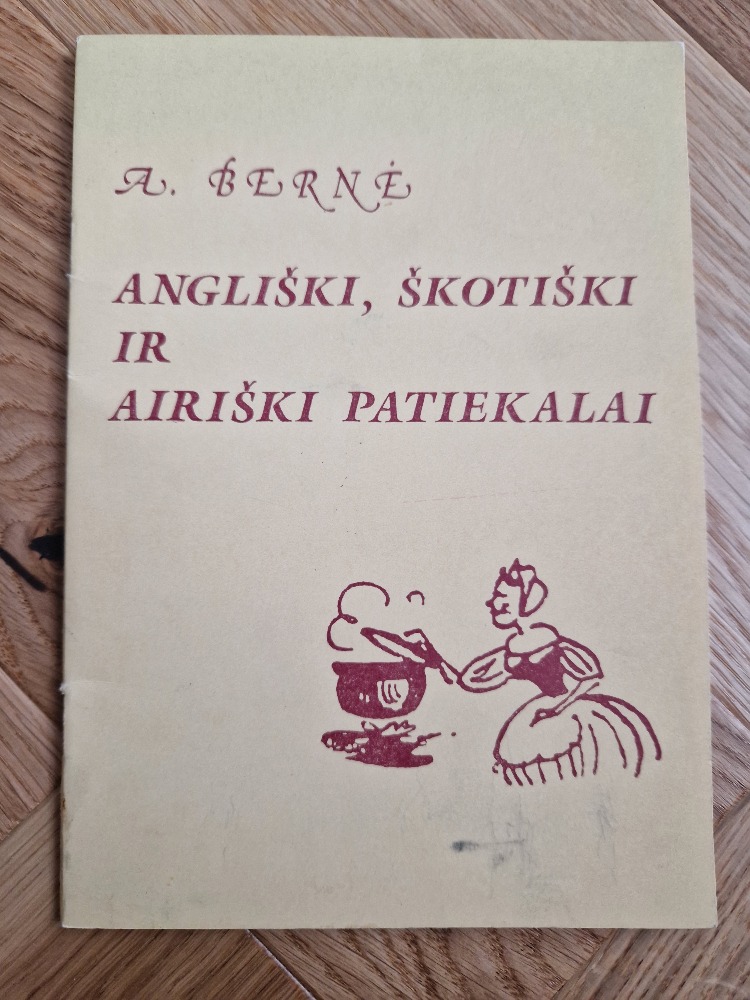 A. BERNĖ
ANGLIŠKI, ŠKOTIŠKI
IR
AIRIŠKI PATIEKALAI